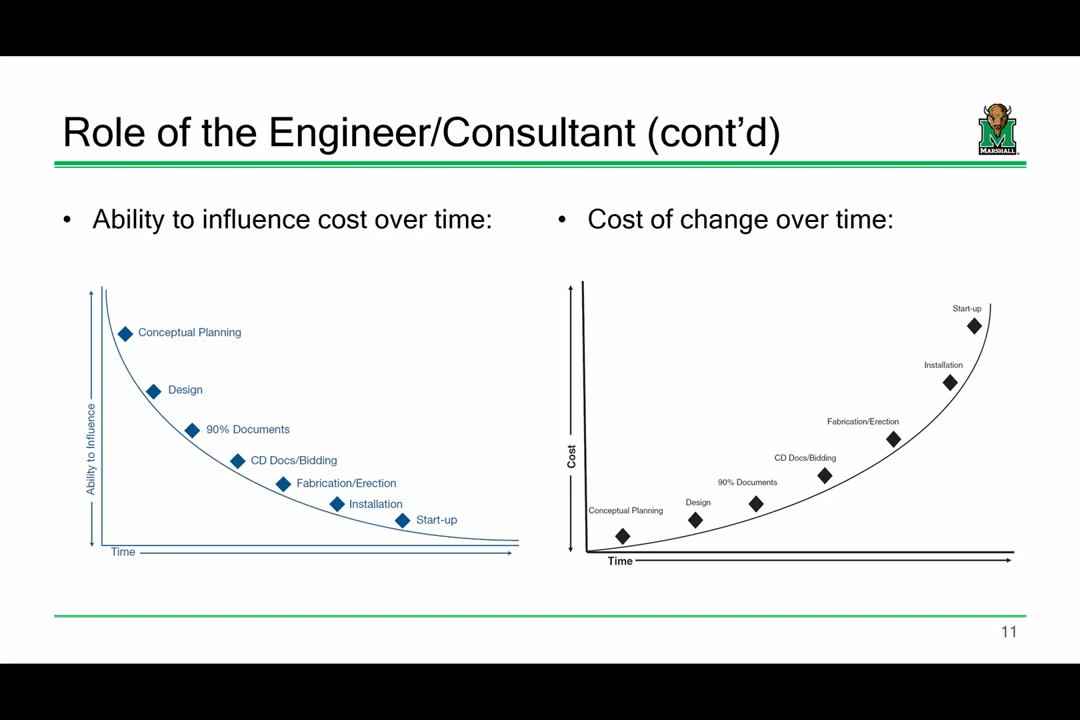 Role of the Engineer/Consultant (cont’d)
MARSHALL
• Ability to influence cost over time:
Ability to Influence
Conceptual Planning
Design
90% Documents
CD Docs/Bidding
Fabrication/Erection
Installation
Start-up
Time
• Cost of change over time:
Cost
Start-up
Installation
Fabrication/Erection
CD Docs/Bidding
90% Documents
Design
Conceptual Planning
Time
11